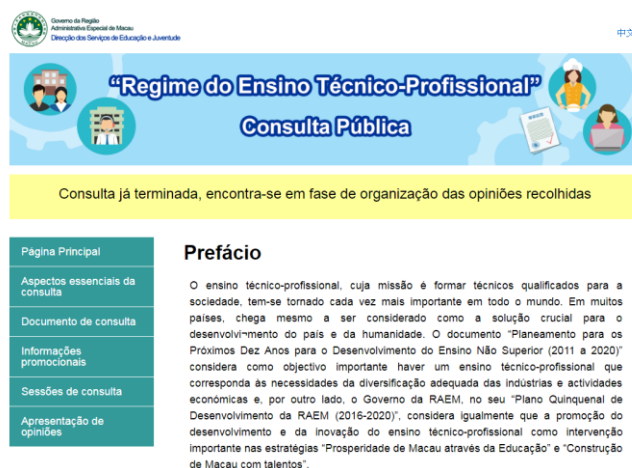 Governo da Região
Administrativa Especial de Macau
Direcção dos Serviços de Educação e Juventude
中文
“Regime do Ensino Técnico-Profissional”
Consulta Pública
Consulta já terminada, encontra-se em fase de organização das opiniões recolhidas
Página Principal
Aspectos essenciais da
consulta
Documento de consulta
Informações
promocionais
Sessões de consulta
Apresentação de
opiniões
Prefácio
O ensino técnico-profissional, cuja missão é formar técnicos qualificados para a
sociedade, tem-se tornado cada vez mais importante em todo o mundo. Em muitos
países, chega mesmo a ser considerado como a solução crucial para o
desenvolvi¬mento do país e da humanidade. O documento “Planeamento para os
Próximos Dez Anos para o Desenvolvimento do Ensino Não Superior (2011 a 2020)”
considera como objectivo importante haver um ensino técnico-profissional que
corresponda às necessidades da diversificação adequada das indústrias e actividades
económicas e, por outro lado, o Governo da RAEM, no seu “Plano Quinquenal de
Desenvolvimento da RAEM (2016-2020)”, considera igualmente que a promoção do
desenvolvimento e da inovação do ensino técnico-profissional como intervenção
importante nas estratégias “Prosperidade de Macau através da Educação” e “Construção
de Macau com talentos”.